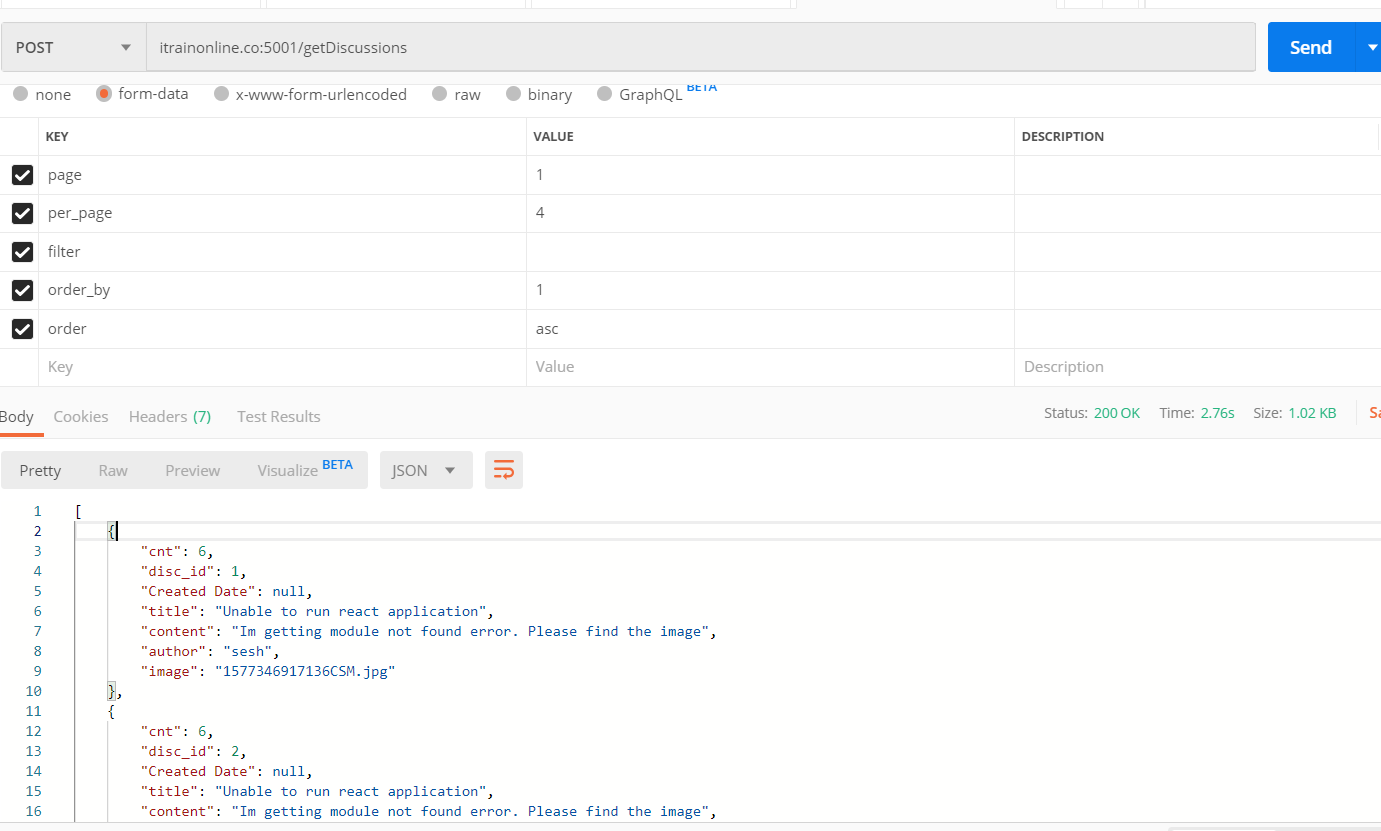 POST itrainonline.co:5001/getDiscussions Send
none form-data x-www-form-urlencoded raw binary GraphQL BETA
KEY VALUE DESCRIPTION
page 1
per_page 4
filter
order_by 1
order asc
Key Value Description
Body Cookies Headers (7) Test Results Status: 200 OK Time: 2.76s Size: 1.02 KB Sa
Pretty Raw Preview Visualize BETA JSON
1 [
2 {
3 "cnt": 6,
4 "disc_id": 1,
5 "Created Date": null,
6 "title": "Unable to run react application",
7 "content": "Im getting module not found error. Please find the image",
8 "author": "sesh",
9 "image": "1577346917136CSM.jpg"
10 },
11 {
12 "cnt": 6,
13 "disc_id": 2,
14 "Created Date": null,
15 "title": "Unable to run react application",
16 "content": "Im getting module not found error. Please find the image",